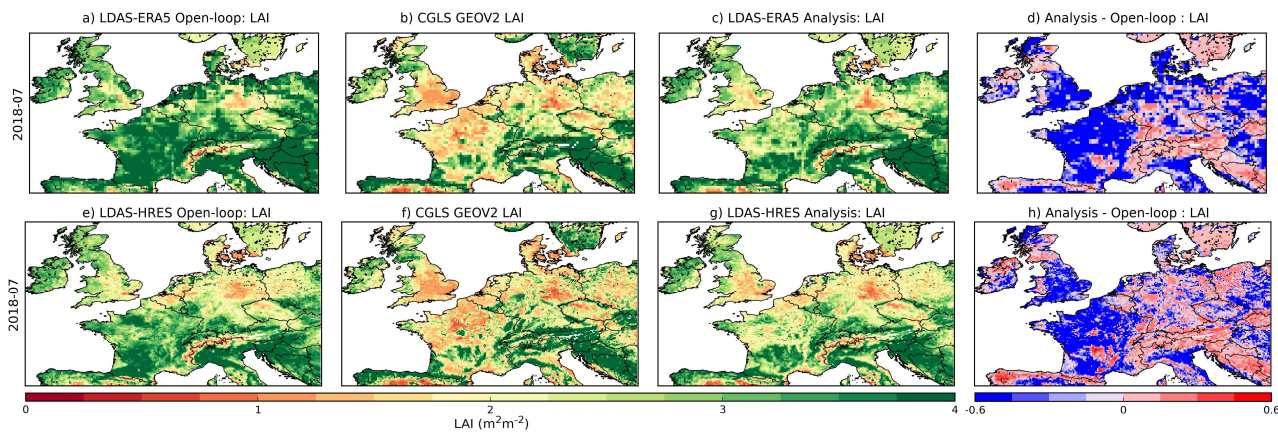 a) LDAS-ERA5 Open-loop: LAI
b) CGLS GEOV2 LAI
c) LDAS-ERA5 Analysis: LAI
d) Analysis - Open-loop : LAI
2018-07
e) LDAS-HRES Open-loop: LAI
f) CGLS GEOV2 LAI
g) LDAS-HRES Analysis: LAI
h) Analysis - Open-loop : LAI
2018-07
0 1 2 3 4
-0.6 0 0.6
LAI (m²m⁻²)